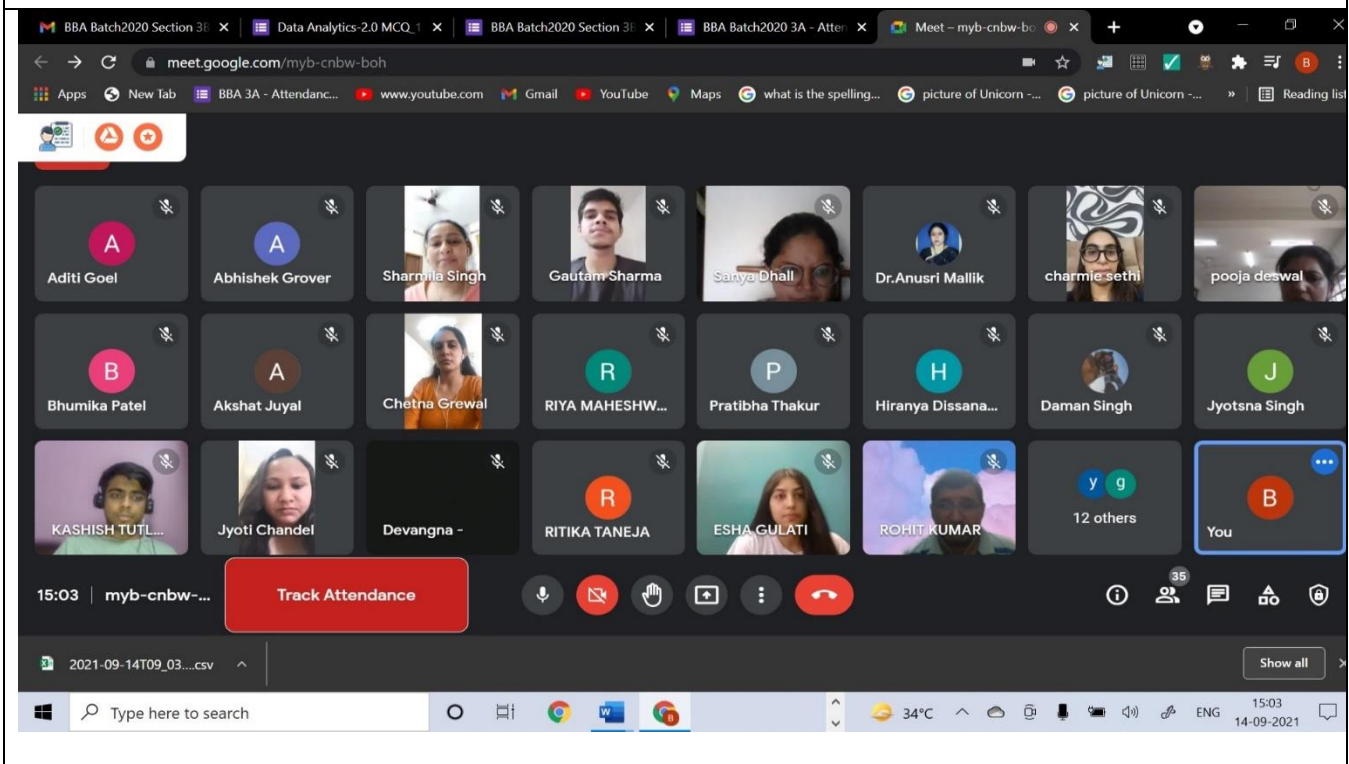 BBA Batch2020 Section 3B
Data Analytics-2.0 MCQ_1
BBA Batch2020 Section 3B
BBA Batch2020 3A - Atten
Meet – myb-cnbw-bo
meet.google.com/myb-cnbw-boh
B
Apps
New Tab
BBA 3A - Attendanc...
www.youtube.com
Gmail
YouTube
Maps
what is the spelling...
picture of Unicorn -...
picture of Unicorn -...
»
Reading list
A
Aditi Goel
A
Abhishek Grover
Sharmila Singh
Gautam Sharma
Sanya Dhall
Dr.Anusri Mallik
charmie sethi
pooja deswal
B
Bhumika Patel
A
Akshat Juyal
Chetna Grewal
R
RIYA MAHESHW...
P
Pratibha Thakur
H
Hiranya Dissana...
Daman Singh
J
Jyotsna Singh
KASHISH TUTL...
Jyoti Chandel
Devangna -
R
RITIKA TANEJA
ESHA GULATI
ROHIT KUMAR
y g
12 others
B
You
15:03 | myb-cnbw-...
Track Attendance
35
2021-09-14T09_03....csv
Show all
Type here to search
34°C
ENG
15:03
14-09-2021